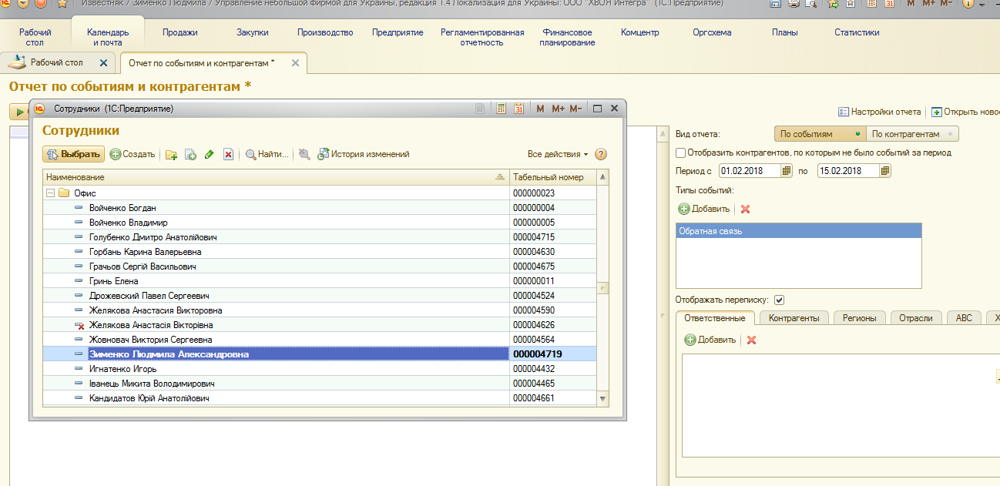 Известняк / Зименко Людмила / Управление небольшой фирмой для Украины, редакция 1.4 Локализация для Украины: ООО "ХВОЯ Интегра" (1С:Предприятие)
31 M M+ M-
Рабочий стол
Календарь и почта
Продажи
Закупки
Производство
Предприятие
Регламентированная отчетность
Финансовое планирование
Комцентр
Оргсхема
Планы
Статистики
Рабочий стол
Отчет по событиям и контрагентам *
Отчет по событиям и контрагентам *
Настройки отчета
Открыть ново
Сотрудники (1С:Предприятие)
31 M M+ M-
Сотрудники
Выбрать
Создать
Найти...
История изменений
Все действия
?
Наименование Табельный номер
Офис 000000023
Войченко Богдан 000000004
Войченко Владимир 000000005
Голубенко Дмитро Анатолійович 000004715
Горбань Карина Валерьевна 000004630
Грачьов Сергій Васильович 000004675
Гринь Елена 000000011
Дрожевский Павел Сергеевич 000004524
Желякова Анастасия Викторовна 000004590
Желякова Анастасія Вікторівна 000004626
Жовновач Виктория Сергеевна 000004564
Зименко Людмила Александровна 000004719
Игнатенко Игорь 000004432
Іванець Микита Володимирович 000004465
Кандидатов Юрій Анатолійович 000004661
Вид отчета: По событиям По контрагентам
Отобразить контрагентов, по которым не было событий за период
Период с 01.02.2018 по 15.02.2018
Типы событий:
Добавить
Обратная связь
Отображать переписку:
Ответственные Контрагенты Регионы Отрасли ABC X
Добавить